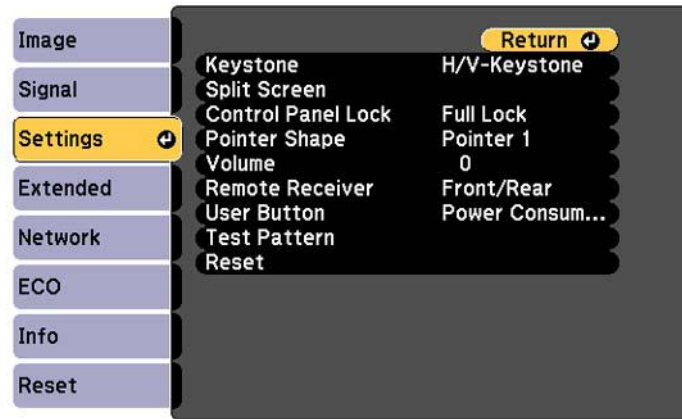 Image
Signal
Settings
Extended
Network
ECO
Info
Reset
Return
Keystone H/V-Keystone
Split Screen
Control Panel Lock Full Lock
Pointer Shape Pointer 1
Volume 0
Remote Receiver Front/Rear
User Button Power Consum...
Test Pattern
Reset